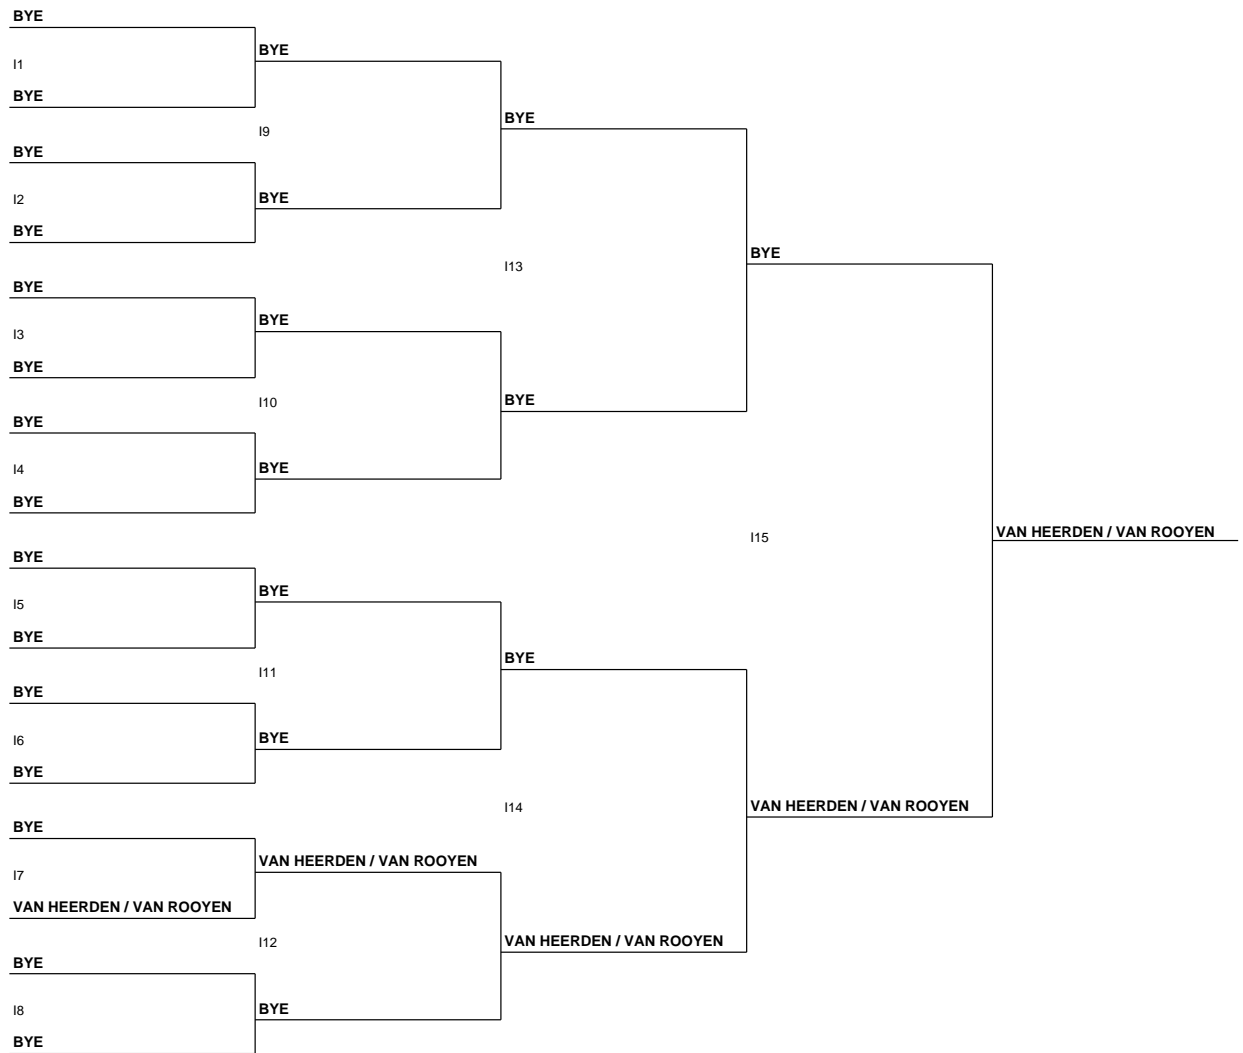 BYE
BYE
I1
BYE
BYE
I9
BYE
BYE
I2
BYE
BYE
I13
BYE
BYE
I3
BYE
BYE
I10
BYE
BYE
I4
BYE
I15
VAN HEERDEN / VAN ROOYEN
BYE
BYE
I5
BYE
BYE
I11
BYE
BYE
I6
BYE
I14
VAN HEERDEN / VAN ROOYEN
BYE
VAN HEERDEN / VAN ROOYEN
I7
VAN HEERDEN / VAN ROOYEN
I12
VAN HEERDEN / VAN ROOYEN
BYE
I8
BYE
BYE